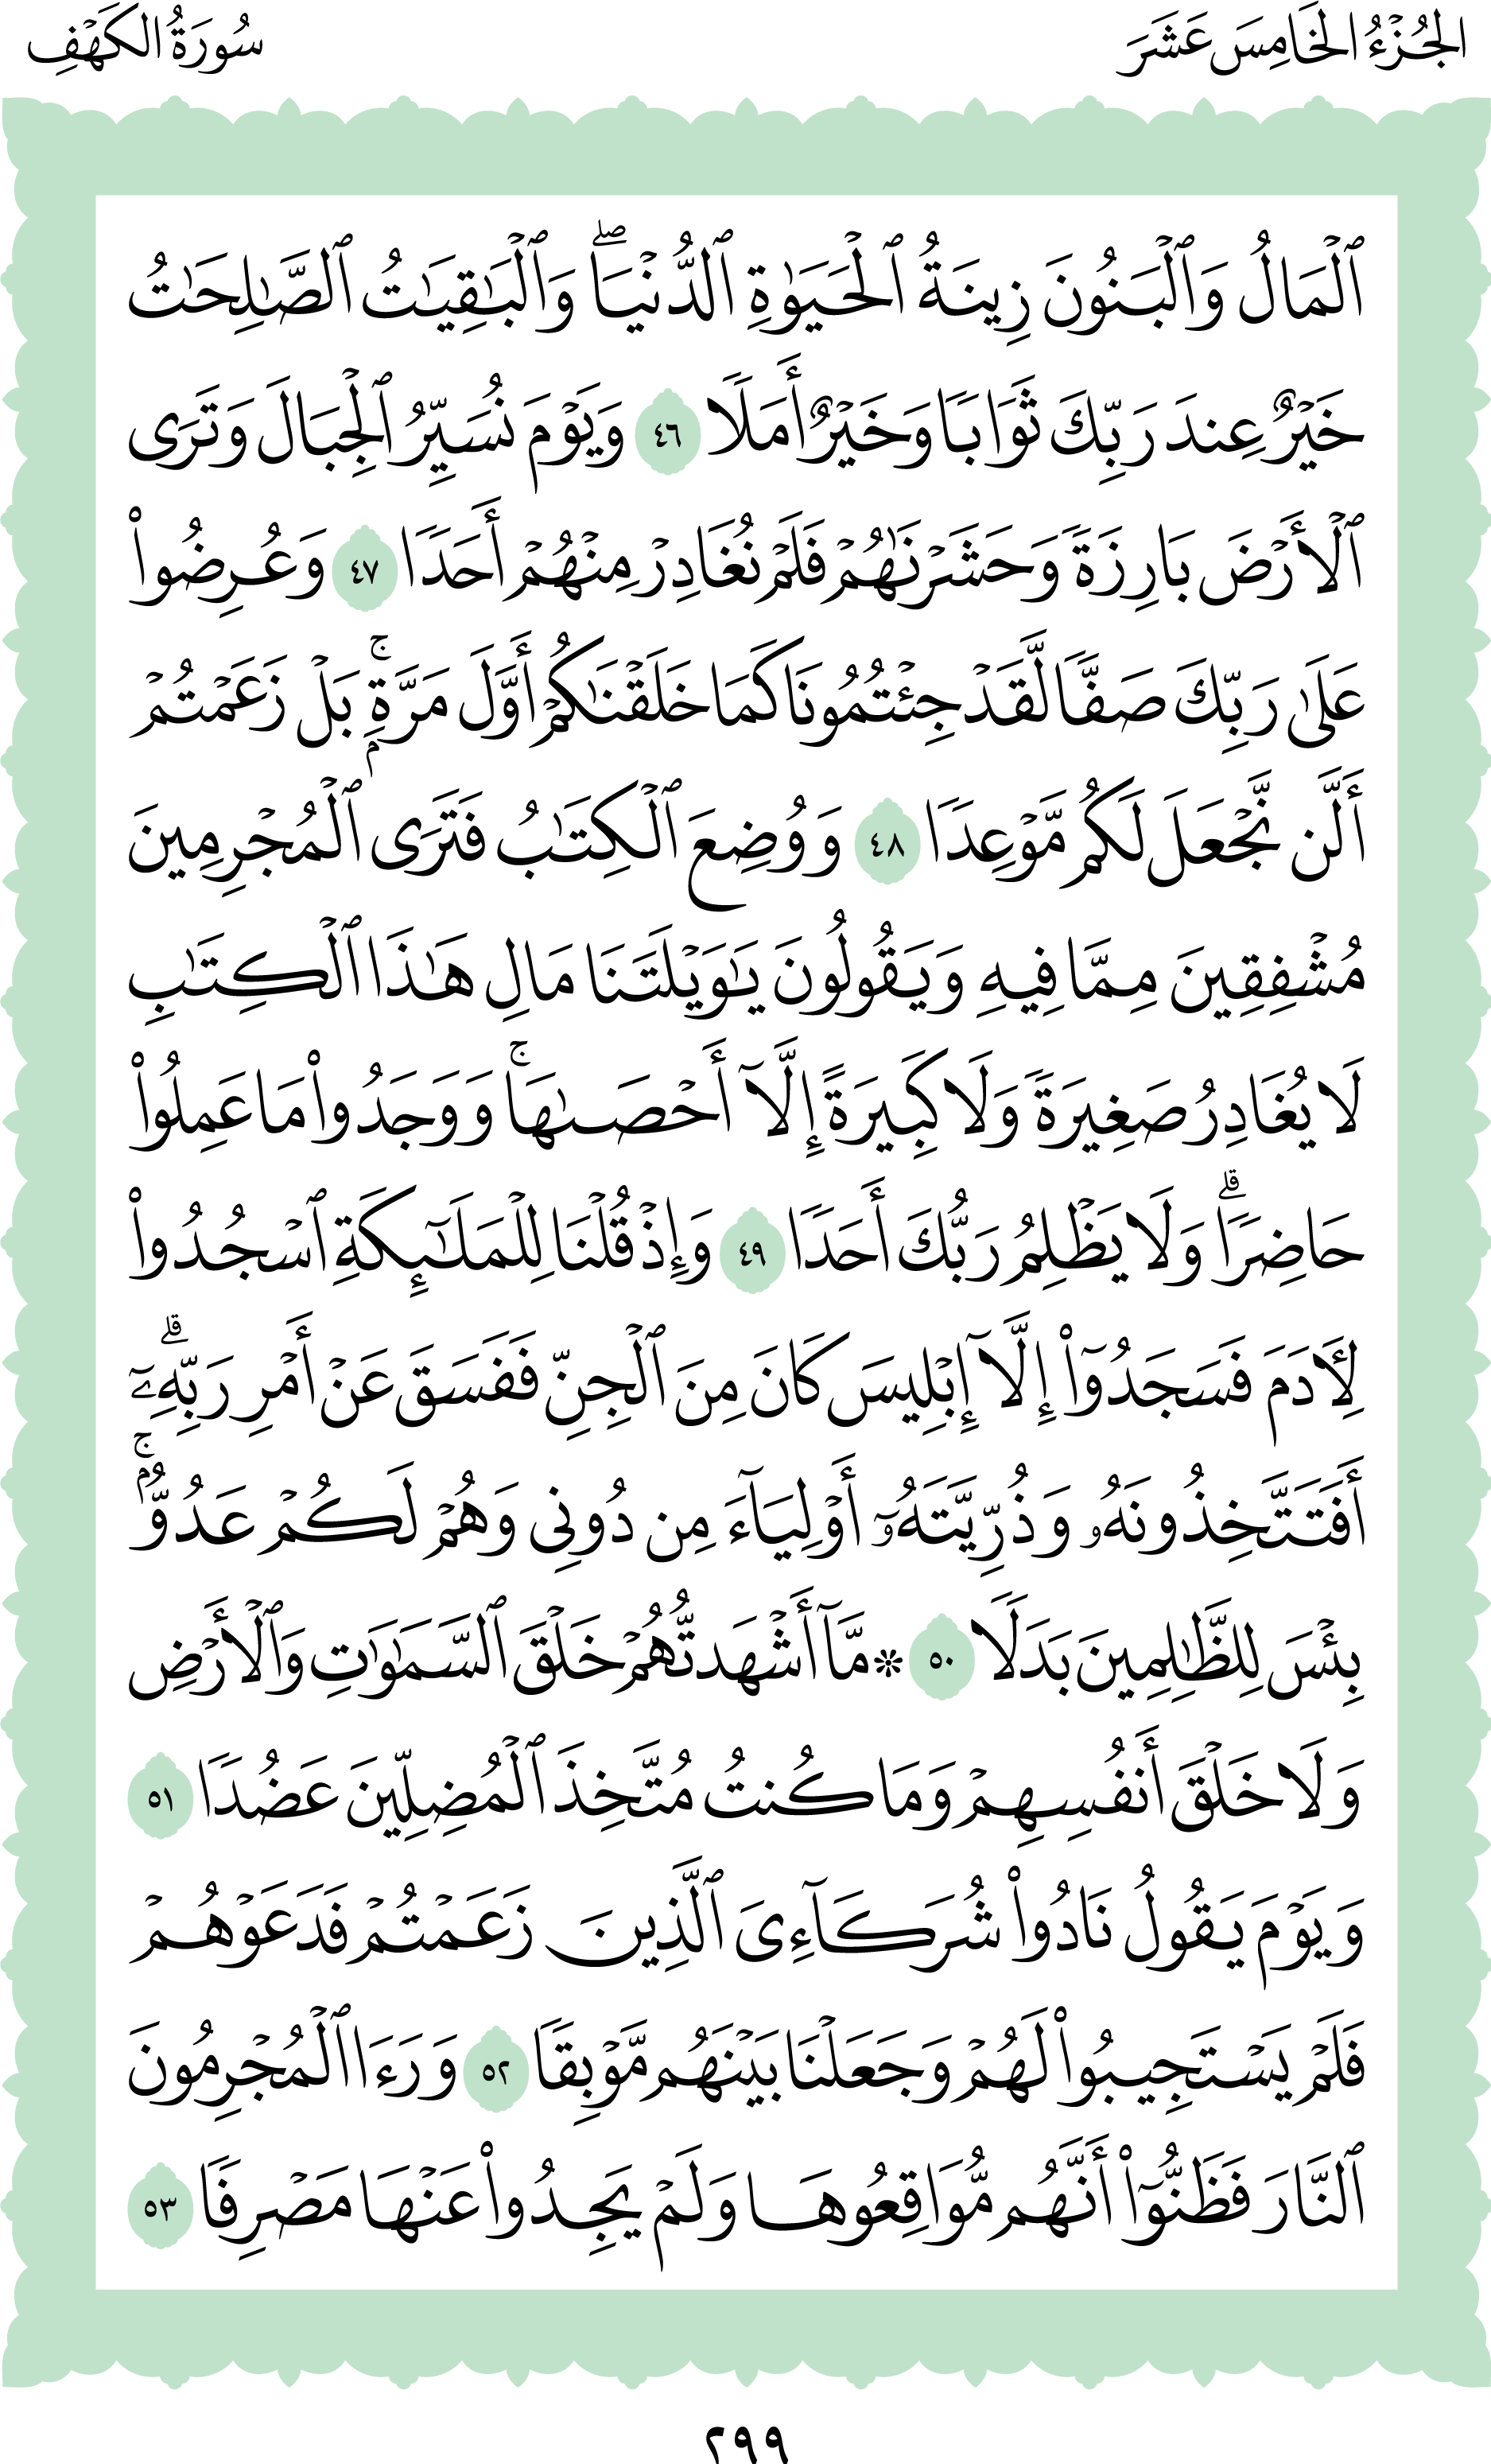 الجُزْءُ الخَامِسَ عَشَرَ
سُورَةُ الكَهْفِ
ٱلْمَالُ وَٱلْبَنُونَ زِينَةُ ٱلْحَيَوٰةِ ٱلدُّنْيَاۖ وَٱلْبَٰقِيَٰتُ ٱلصَّٰلِحَٰتُ
خَيْرٌ عِندَ رَبِّكَ ثَوَابًا وَخَيْرٌ أَمَلًا ٤٦ وَيَوْمَ نُسَيِّرُ ٱلْجِبَالَ وَتَرَى
ٱلْأَرْضَ بَارِزَةً وَحَشَرْنَٰهُمْ فَلَمْ نُغَادِرْ مِنْهُمْ أَحَدًا ٤٧ وَعُرِضُوا۟
عَلَىٰ رَبِّكَ صَفًّا لَّقَدْ جِئْتُمُونَا كَمَا خَلَقْنَٰكُمْ أَوَّلَ مَرَّةٍۭۚ بَلْ زَعَمْتُمْ
أَلَّن نَّجْعَلَ لَكُم مَّوْعِدًا ٤٨ وَوُضِعَ ٱلْكِتَٰبُ فَتَرَى ٱلْمُجْرِمِينَ
مُشْفِقِينَ مِمَّا فِيهِ وَيَقُولُونَ يَٰوَيْلَتَنَا مَالِ هَٰذَا ٱلْكِتَٰبِ
لَا يُغَادِرُ صَغِيرَةً وَلَا كَبِيرَةً إِلَّآ أَحْصَىٰهَاۚ وَوَجَدُوا۟ مَا عَمِلُوا۟
حَاضِرًاۗ وَلَا يَظْلِمُ رَبُّكَ أَحَدًا ٤٩ وَإِذْ قُلْنَا لِلْمَلَٰٓئِكَةِ ٱسْجُدُوا۟
لِـَٔادَمَ فَسَجَدُوٓا۟ إِلَّآ إِبْلِيسَ كَانَ مِنَ ٱلْجِنِّ فَفَسَقَ عَنْ أَمْرِ رَبِّهِۦٓۗ
أَفَتَتَّخِذُونَهُۥ وَذُرِّيَّتَهُۥٓ أَوْلِيَآءَ مِن دُونِى وَهُمْ لَكُمْ عَدُوٌّۢۚ
بِئْسَ لِلظَّٰلِمِينَ بَدَلًا ٥٠ ۞ مَّآ أَشْهَدتُّهُمْ خَلْقَ ٱلسَّمَٰوَٰتِ وَٱلْأَرْضِ
وَلَا خَلْقَ أَنفُسِهِمْ وَمَا كُنتُ مُتَّخِذَ ٱلْمُضِلِّينَ عَضُدًا ٥١
وَيَوْمَ يَقُولُ نَادُوا۟ شُرَكَآءِىَ ٱلَّذِينَ زَعَمْتُمْ فَدَعَوْهُمْ
فَلَمْ يَسْتَجِيبُوا۟ لَهُمْ وَجَعَلْنَا بَيْنَهُم مَّوْبِقًا ٥٢ وَرَءَا ٱلْمُجْرِمُونَ
ٱلنَّارَ فَظَنُّوٓا۟ أَنَّهُم مُّوَاقِعُوهَا وَلَمْ يَجِدُوا۟ عَنْهَا مَصْرِفًا ٥٣
٢٩٩